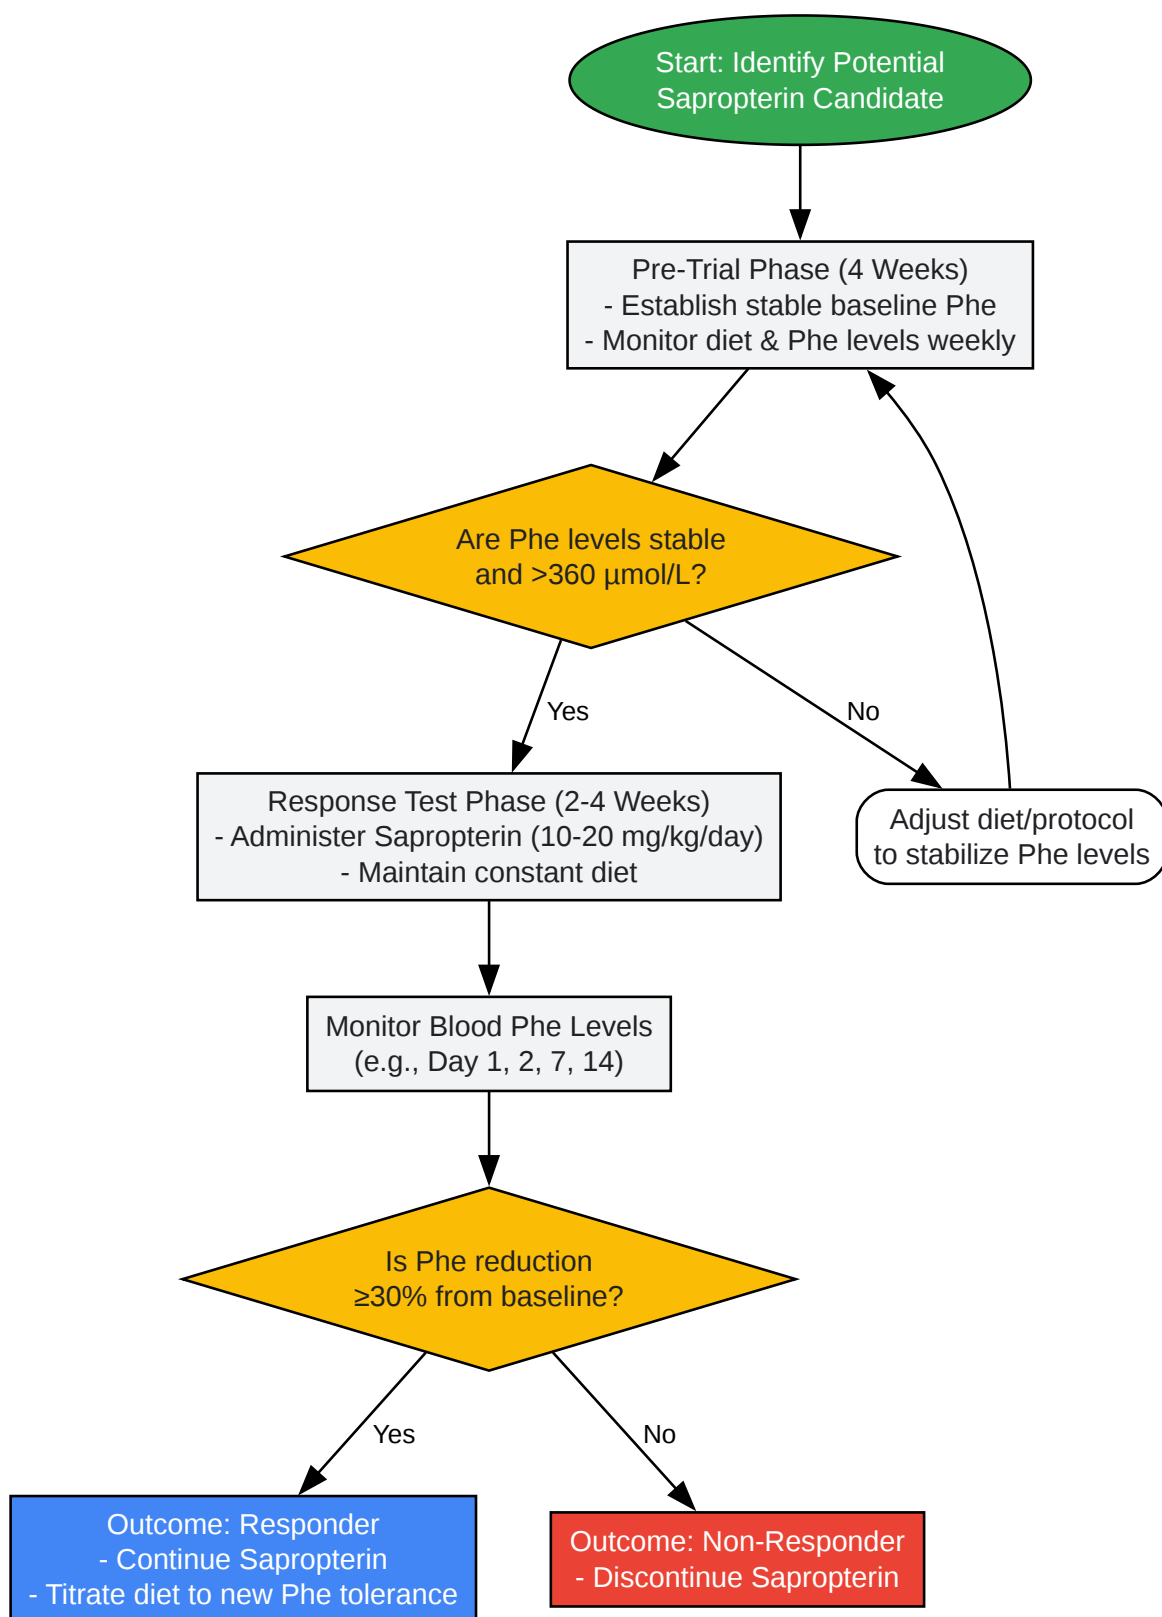 Start: Identify Potential
Sapropterin Candidate
Pre-Trial Phase (4 Weeks)
- Establish stable baseline Phe
- Monitor diet & Phe levels weekly
Are Phe levels stable
and >360 µmol/L?
Yes
No
Response Test Phase (2-4 Weeks)
- Administer Sapropterin (10-20 mg/kg/day)
- Maintain constant diet
Adjust diet/protocol
to stabilize Phe levels
Monitor Blood Phe Levels
(e.g., Day 1, 2, 7, 14)
Is Phe reduction
≥30% from baseline?
Yes
No
Outcome: Responder
- Continue Sapropterin
- Titrate diet to new Phe tolerance
Outcome: Non-Responder
- Discontinue Sapropterin